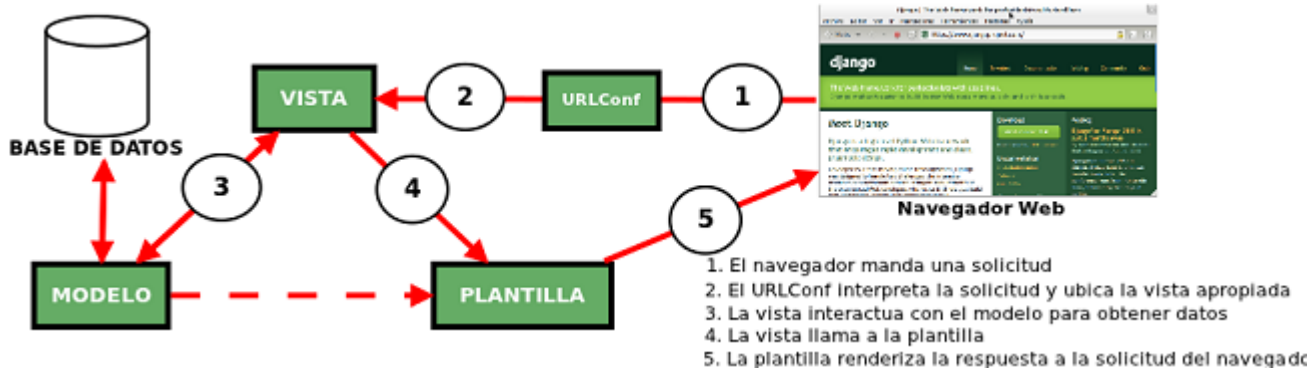 django
VISTA
2
URLConf
1
BASE DE DATOS
3
4
Meet Django
5
Navegador Web
MODELO
PLANTILLA
1. El navegador manda una solicitud
2. El URLConf interpreta la solicitud y ubica la vista apropiada
3. La vista interactua con el modelo para obtener datos
4. La vista llama a la plantilla
5. La plantilla renderiza la respuesta a la solicitud del navegado